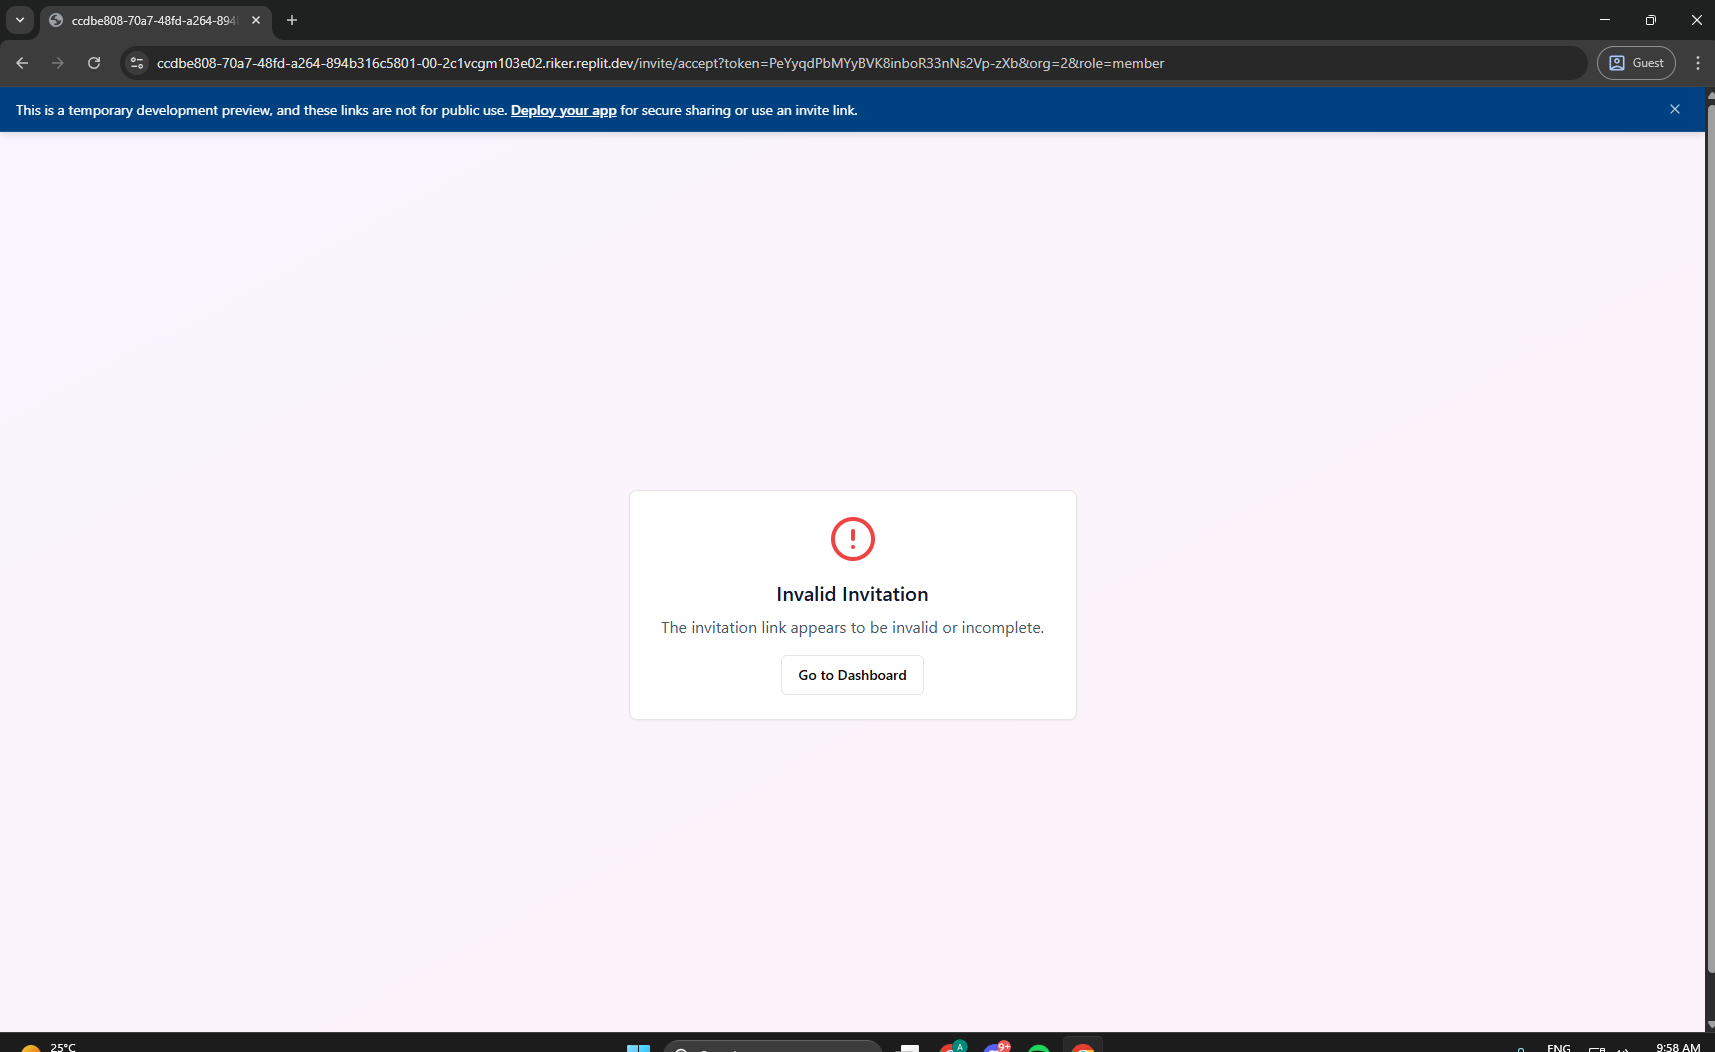 ccdbe808-70a7-48fd-a264-894
ccdbe808-70a7-48fd-a264-894b316c5801-00-2c1vcgm103e02.riker.replit.dev/invite/accept?token=PeYyqdPbMYyBVK8inboR33nNs2Vp-zXb&org=2&role=member
Guest
This is a temporary development preview, and these links are not for public use. Deploy your app for secure sharing or use an invite link.
Invalid Invitation
The invitation link appears to be invalid or incomplete.
Go to Dashboard
25°C
A
9+
ENG
9:58 AM